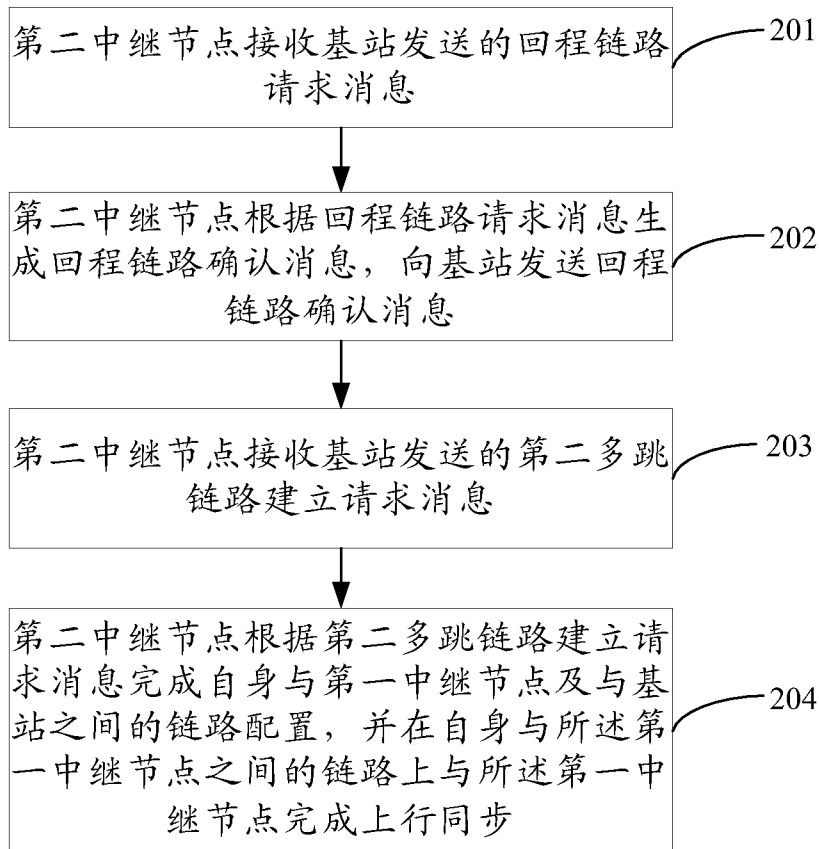 第二中继节点接收基站发送的回程链路
请求消息
201
第二中继节点根据回程链路请求消息生
成回程链路确认消息，向基站发送回程
链路确认消息
202
第二中继节点接收基站发送的第二多跳
链路建立请求消息
203
第二中继节点根据第二多跳链路建立请
求消息完成自身与第一中继节点及与基
站之间的链路配置，并在自身与所述第
一中继节点之间的链路上与所述第一中
继节点完成上行同步
204